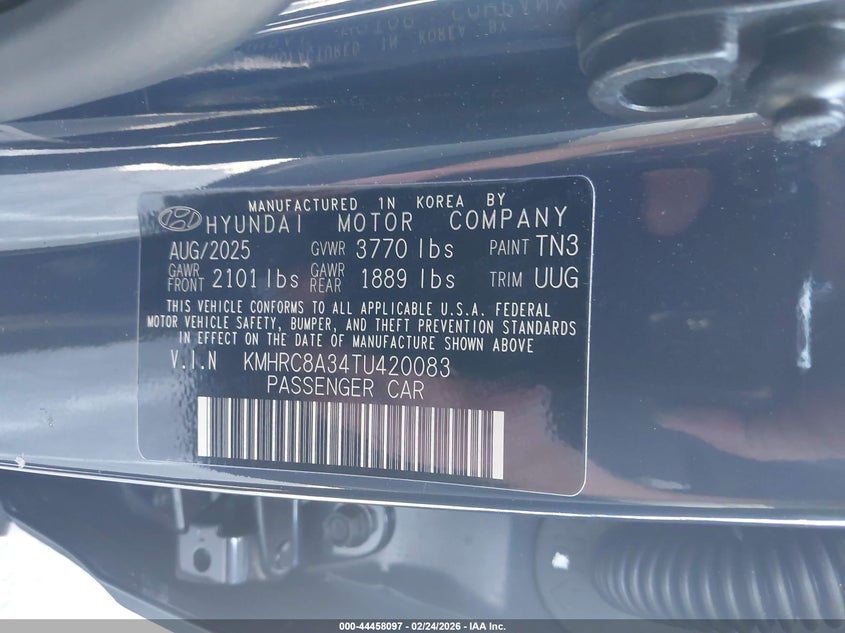 MANUFACTURED IN KOREA BY
HYUNDAI MOTOR COMPANY
AUG/2025 GVWR 3770 lbs PAINT TN3
GAWR FRONT 2101 lbs GAWR REAR 1889 lbs TRIM UUG
THIS VEHICLE CONFORMS TO ALL APPLICABLE U.S.A. FEDERAL
MOTOR VEHICLE SAFETY, BUMPER, AND THEFT PREVENTION STANDARDS
IN EFFECT ON THE DATE OF MANUFACTURE SHOWN ABOVE
V.I.N KMHRC8A34TU420083
PASSENGER CAR
000-44458097 - 02/24/2026 - IAA Inc.